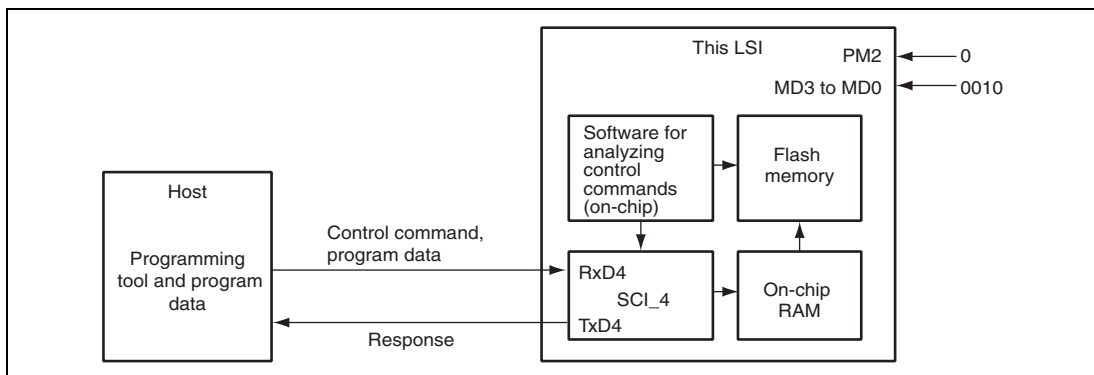 This LSI
PM2
0
MD3 to MD0
0010
Software for
analyzing
control
commands
(on-chip)
Flash
memory
Host
Programming
tool and program
data
Control command,
program data
Response
RxD4
SCI_4
TxD4
On-chip
RAM